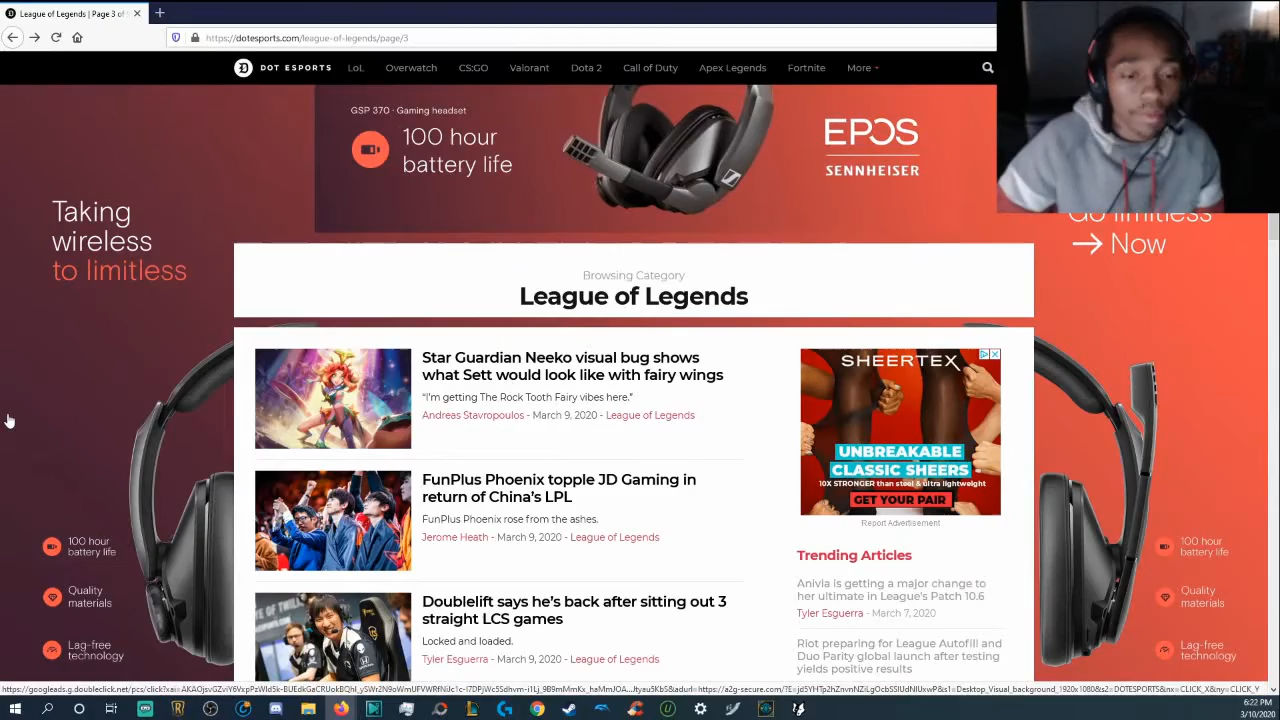 League of Legends | Page 3 of
https://dotesports.com/league-of-legends/page/3
DOT ESPORTS
LoL
Overwatch
CS:GO
Valorant
Dota 2
Call of Duty
Apex Legends
Fortnite
More
GSP 370 · Gaming headset
100 hour
battery life
EPOS
SENNHEISER
Taking
wireless
to limitless
Go limitless
→ Now
Browsing Category
League of Legends
Star Guardian Neeko visual bug shows
what Sett would look like with fairy wings
“I’m getting The Rock Tooth Fairy vibes here.”
Andreas Stavropoulos - March 9, 2020 - League of Legends
FunPlus Phoenix topple JD Gaming in
return of China’s LPL
FunPlus Phoenix rose from the ashes.
Jerome Heath - March 9, 2020 - League of Legends
Doublelift says he’s back after sitting out 3
straight LCS games
Locked and loaded.
Tyler Esguerra - March 9, 2020 - League of Legends
SHEERTEX
UNBREAKABLE
CLASSIC SHEERS
10X STRONGER than steel & ultra lightweight
GET YOUR PAIR
Report Advertisement
Trending Articles
Anivia is getting a major change to
her ultimate in League's Patch 10.6
Tyler Esguerra - March 7, 2020
Riot preparing for League Autofill and
Duo Parity global launch after testing
yields positive results
100 hour
battery life
Quality
materials
Lag-free
technology
100 hour
battery life
Quality
materials
Lag-free
technology
6:22 PM
3/10/2020